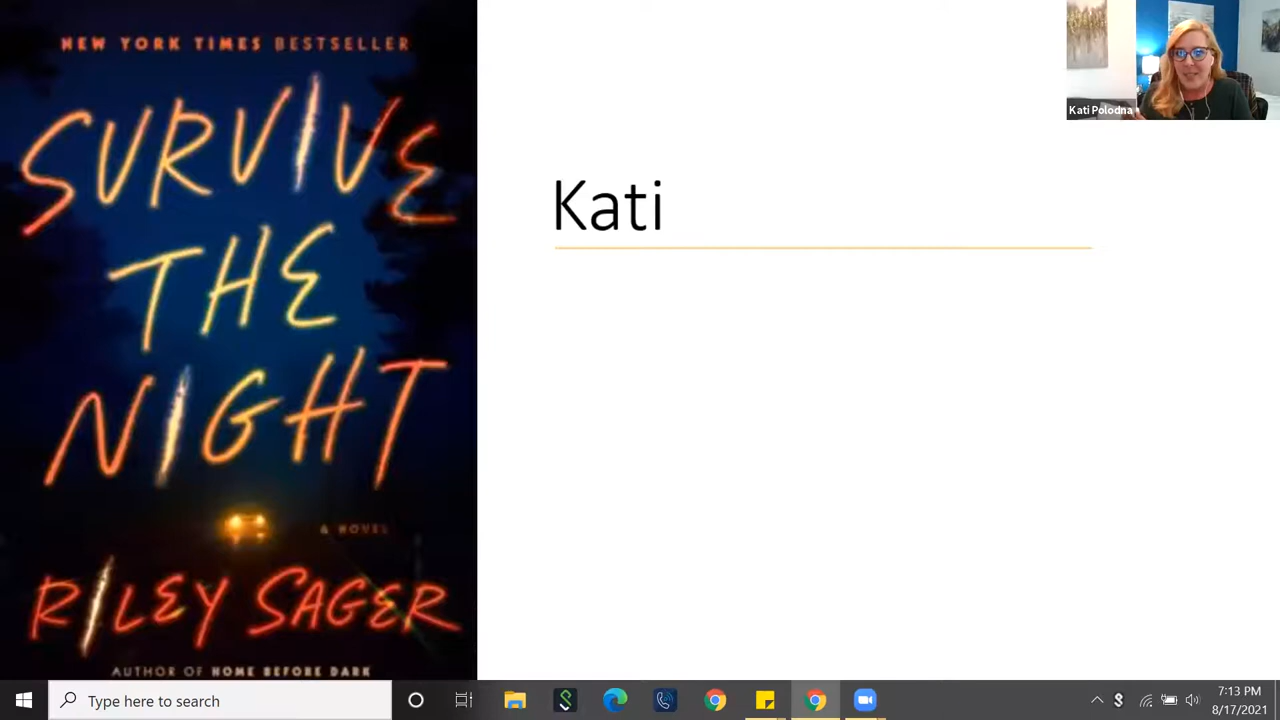 NEW YORK TIMES BESTSELLER
SURVIVE
THE
NIGHT
A NOVEL
RILEY SAGER
AUTHOR OF HOME BEFORE DARK
Kati
Kati Polodna
Type here to search
7:13 PM
8/17/2021